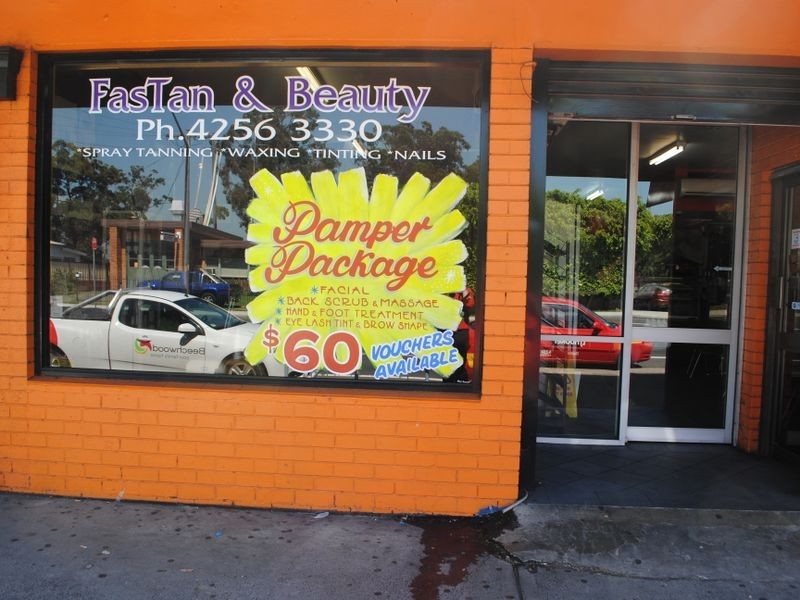 FasTan & Beauty
Ph. 4256 3330
*SPRAY TANNING *WAXING *TINTING *NAILS
Pamper
Package
*FACIAL
*BACK SCRUB & MASSAGE
*HAND & FOOT TREATMENT
*EYE LASH TINT & BROW SHAPE
$60 VOUCHERS
AVAILABLE
Beechwood